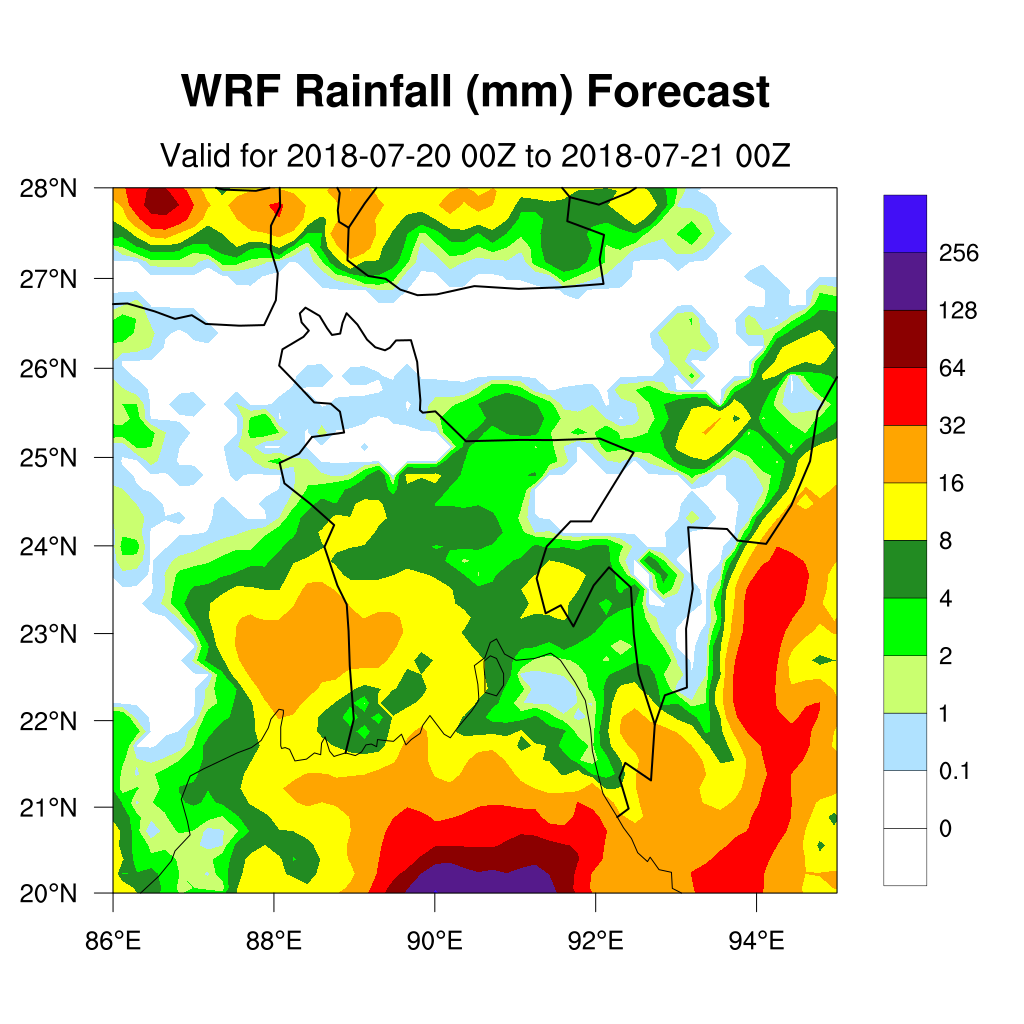 WRF Rainfall (mm) Forecast
Valid for 2018-07-20 00Z to 2018-07-21 00Z
28°N
27°N
26°N
25°N
24°N
23°N
22°N
21°N
20°N
86°E
88°E
90°E
92°E
94°E
256
128
64
32
16
8
4
2
1
0.1
0